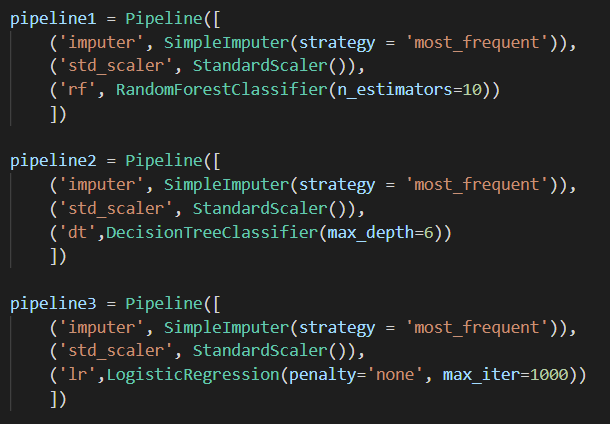 pipeline1 = Pipeline([
    ('imputer', SimpleImputer(strategy = 'most_frequent')),
    ('std_scaler', StandardScaler()),
    ('rf', RandomForestClassifier(n_estimators=10))
    ])

pipeline2 = Pipeline([
    ('imputer', SimpleImputer(strategy = 'most_frequent')),
    ('std_scaler', StandardScaler()),
    ('dt',DecisionTreeClassifier(max_depth=6))
    ])

pipeline3 = Pipeline([
    ('imputer', SimpleImputer(strategy = 'most_frequent')),
    ('std_scaler', StandardScaler()),
    ('lr',LogisticRegression(penalty='none', max_iter=1000))
    ])